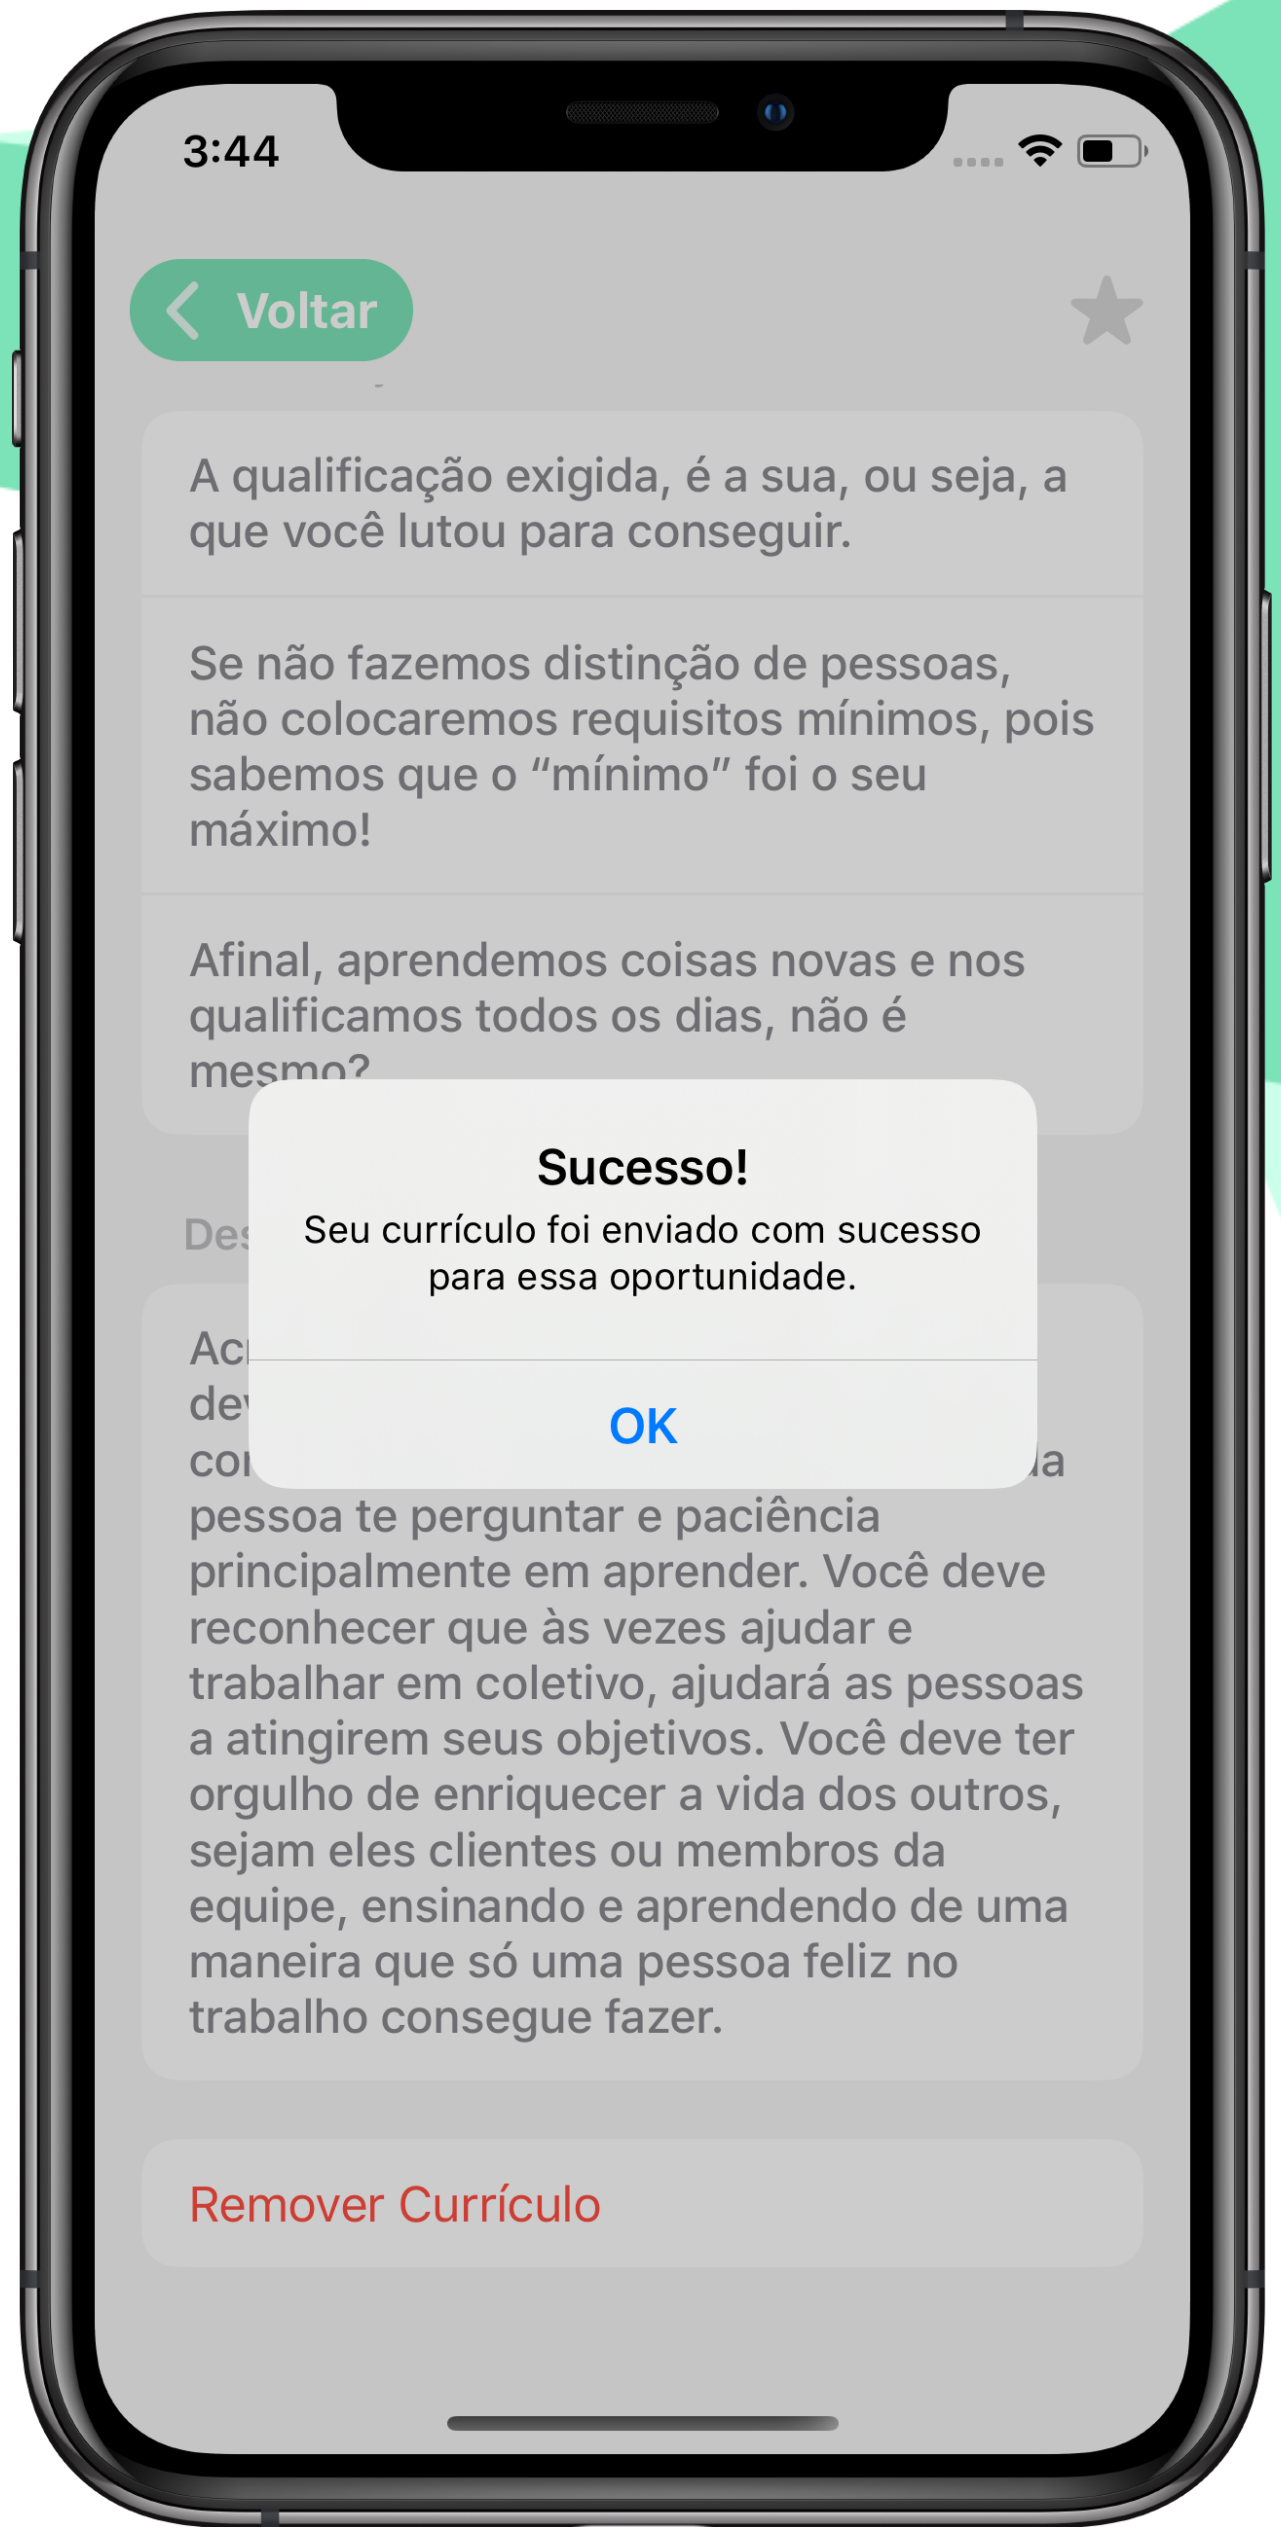 3:44
Voltar
A qualificação exigida, é a sua, ou seja, a
que você lutou para conseguir.
Se não fazemos distinção de pessoas,
não colocaremos requisitos mínimos, pois
sabemos que o “mínimo” foi o seu
máximo!
Afinal, aprendemos coisas novas e nos
qualificamos todos os dias, não é
mesmo?
Sucesso!
Seu currículo foi enviado com sucesso
para essa oportunidade.
OK
pessoa te perguntar e paciência
principalmente em aprender. Você deve
reconhecer que às vezes ajudar e
trabalhar em coletivo, ajudará as pessoas
a atingirem seus objetivos. Você deve ter
orgulho de enriquecer a vida dos outros,
sejam eles clientes ou membros da
equipe, ensinando e aprendendo de uma
maneira que só uma pessoa feliz no
trabalho consegue fazer.
Remover Currículo